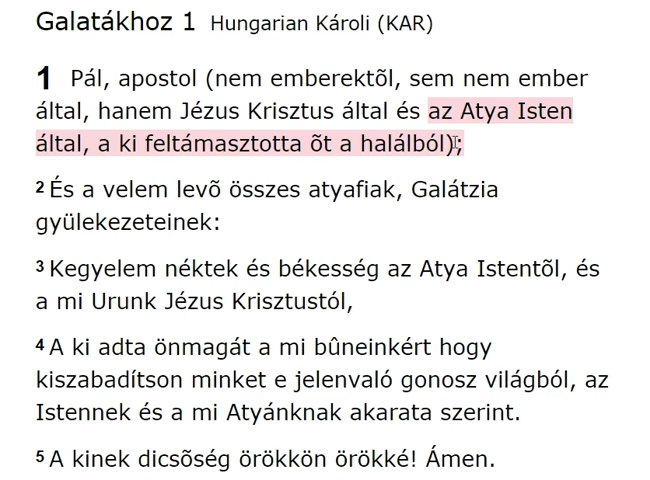 Galatákhoz 1 Hungarian Károli (KAR)
1 Pál, apostol (nem emberektõl, sem nem ember
által, hanem Jézus Krisztus által és az Atya Isten
által, a ki feltámasztotta õt a halálból);
2 És a velem levõ összes atyafiak, Galátzia
gyülekezeteinek:
3 Kegyelem néktek és békesség az Atya Istentõl, és
a mi Urunk Jézus Krisztustól,
4 A ki adta önmagát a mi bûneinkért hogy
kiszabadítson minket e jelenvaló gonosz világból, az
Istennek és a mi Atyánknak akarata szerint.
5 A kinek dicsõség örökkön örökké! Ámen.